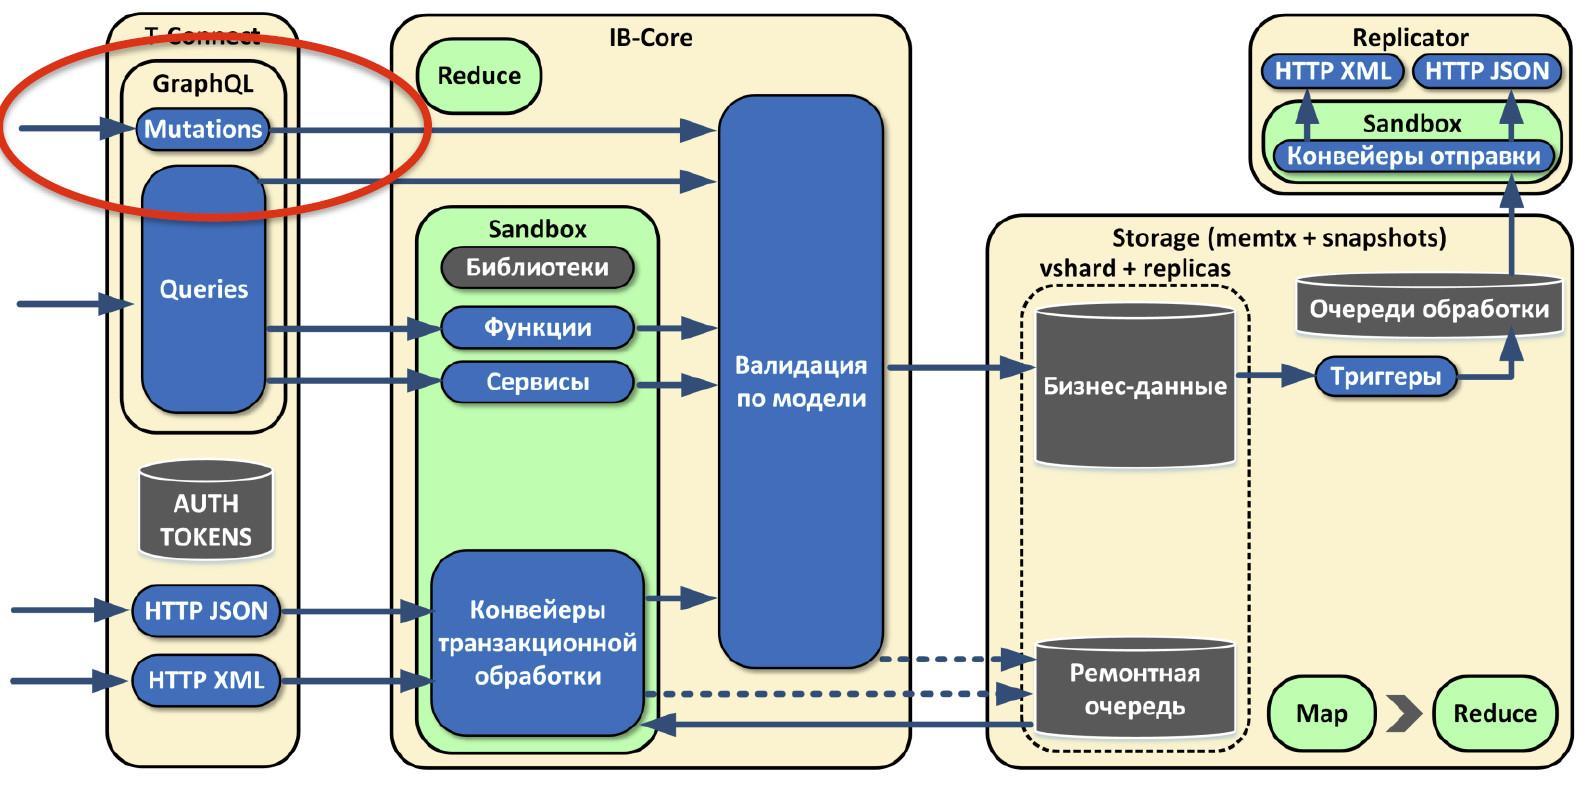 T-Connect
GraphQL
Mutations
Queries
AUTH
TOKENS
HTTP JSON
HTTP XML
IB-Core
Reduce
Sandbox
Библиотеки
Функции
Сервисы
Конвейеры
транзакционной
обработки
Валидация
по модели
Replicator
HTTP XML
HTTP JSON
Sandbox
Конвейеры отправки
Storage (memtx + snapshots)
vshard + replicas
Бизнес-данные
Очереди обработки
Триггеры
Ремонтная
очередь
Map
Reduce